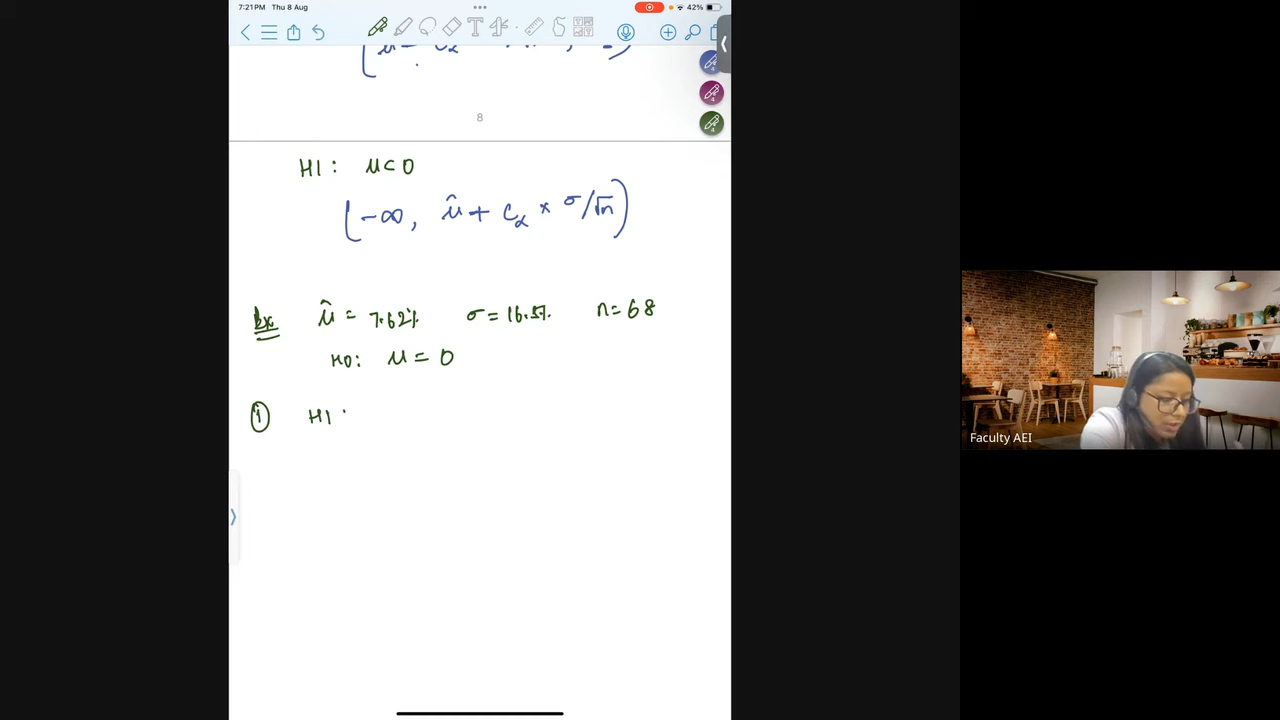 7:21 PM Thu 8 Aug
42%
8
H1 : μ < 0
[-∞, μ̂ + Cα × σ/√n)
Ex μ̂ = 7.62% σ = 16.5% n = 68
H0: μ = 0
(i) H1 :
Faculty AEI